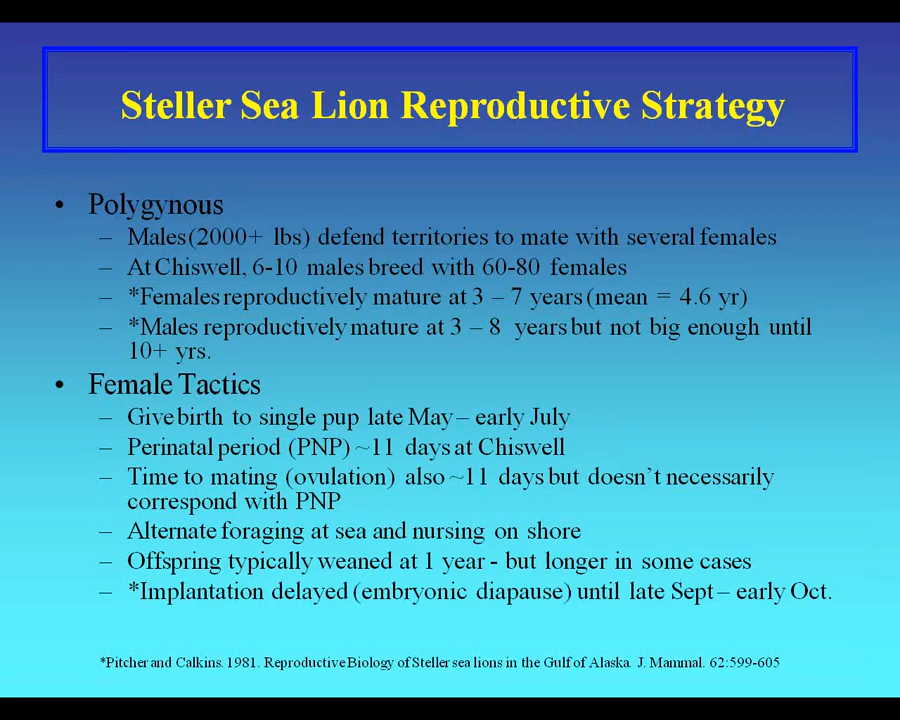 Steller Sea Lion Reproductive Strategy
• Polygynous
– Males (2000+ lbs) defend territories to mate with several females
– At Chiswell, 6-10 males breed with 60-80 females
– *Females reproductively mature at 3 – 7 years (mean = 4.6 yr)
– *Males reproductively mature at 3 – 8 years but not big enough until
10+ yrs.
• Female Tactics
– Give birth to single pup late May – early July
– Perinatal period (PNP) ~11 days at Chiswell
– Time to mating (ovulation) also ~11 days but doesn't necessarily
correspond with PNP
– Alternate foraging at sea and nursing on shore
– Offspring typically weaned at 1 year - but longer in some cases
– *Implantation delayed (embryonic diapause) until late Sept – early Oct.
*Pitcher and Calkins. 1981. Reproductive Biology of Steller sea lions in the Gulf of Alaska. J. Mammal. 62:599-605